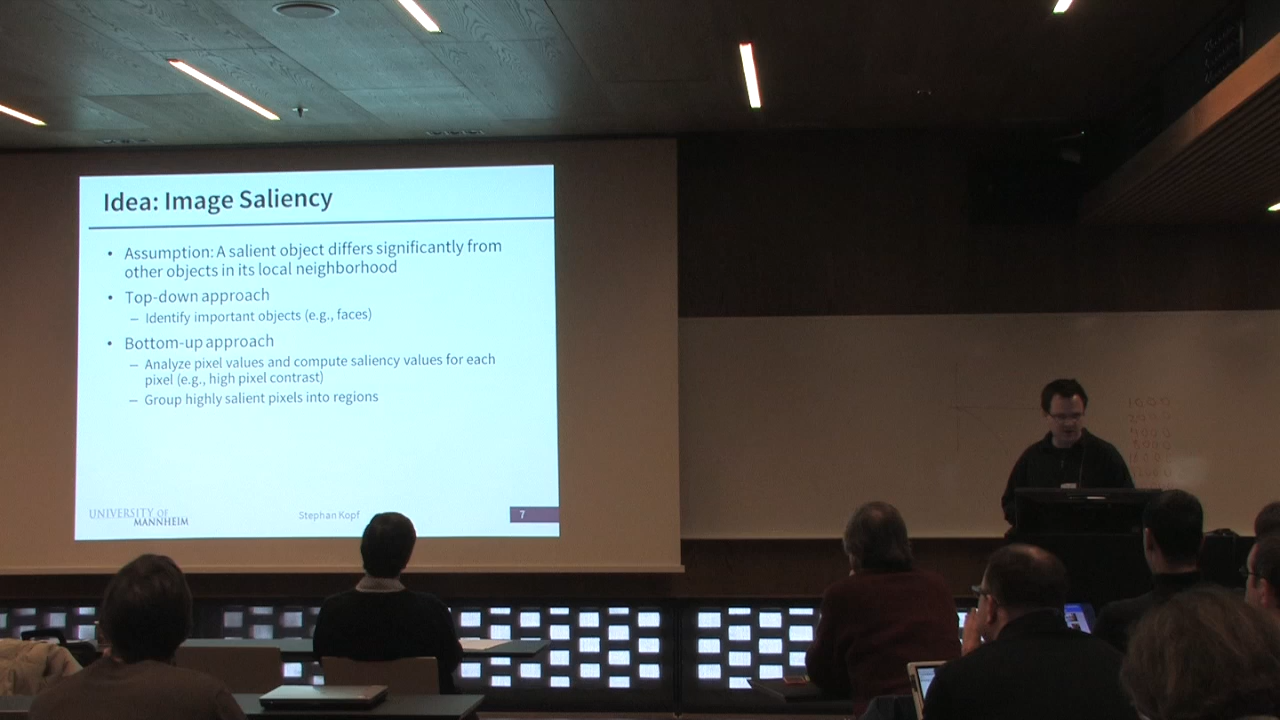 Idea: Image Saliency
• Assumption: A salient object differs significantly from
other objects in its local neighborhood
• Top-down approach
– Identify important objects (e.g., faces)
• Bottom-up approach
– Analyze pixel values and compute saliency values for each
pixel (e.g., high pixel contrast)
– Group highly salient pixels into regions
UNIVERSITY OF
MANNHEIM
Stephan Kopf
7
1000
2000